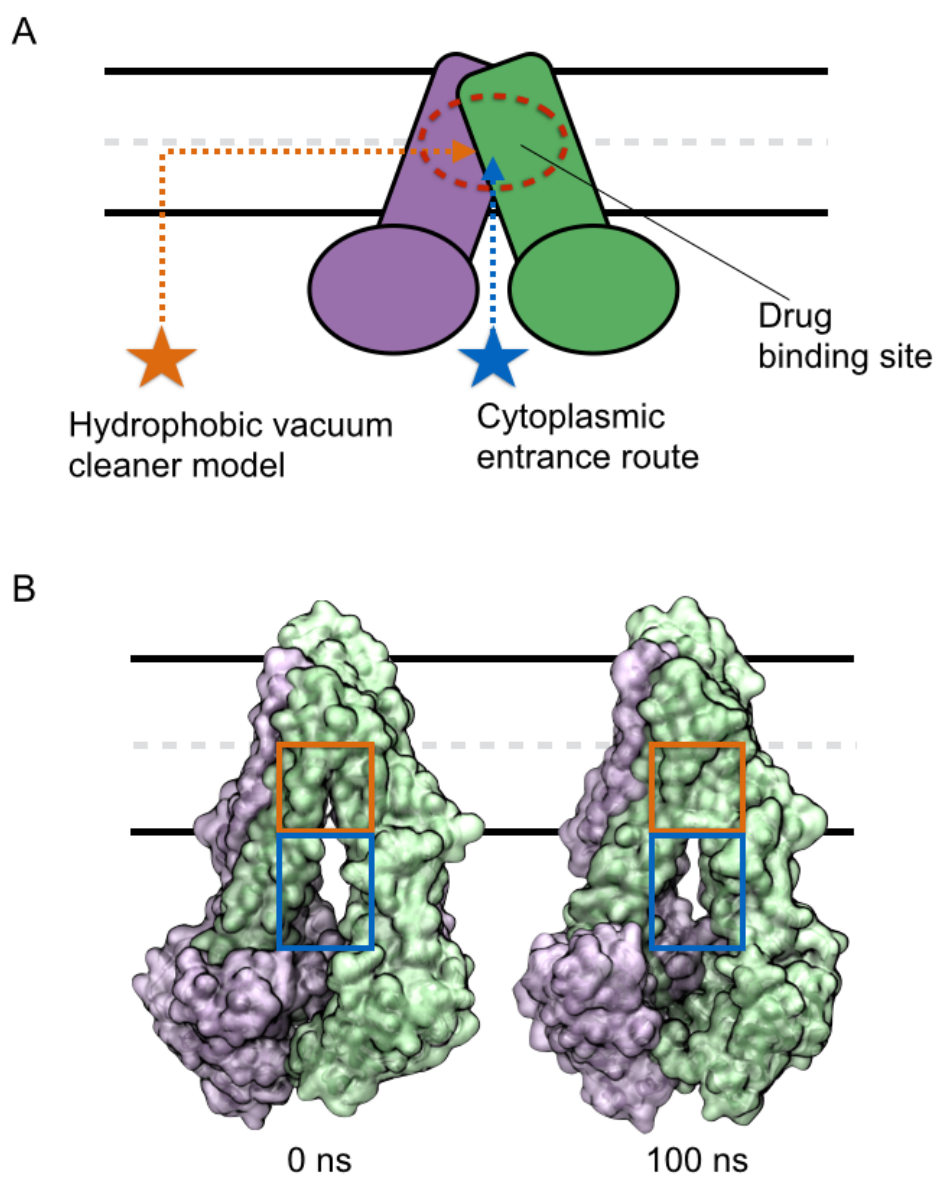 A
Drug
binding site
Hydrophobic vacuum
cleaner model
Cytoplasmic
entrance route
B
0 ns
100 ns